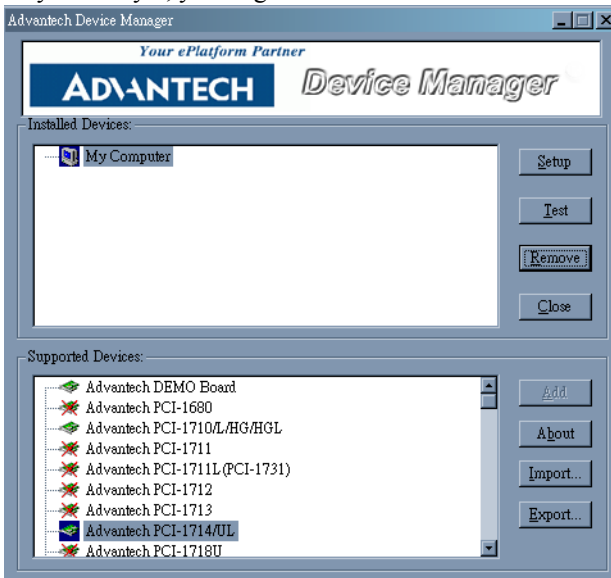 Advantech Device Manager
Your ePlatform Partner
ADVANTECH Device Manager
Installed Devices:
My Computer
Setup
Test
Remove
Close
Supported Devices:
Advantech DEMO Board
Advantech PCI-1680
Advantech PCI-1710/L/HG/HGL
Advantech PCI-1711
Advantech PCI-1711L(PCI-1731)
Advantech PCI-1712
Advantech PCI-1713
Advantech PCI-1714/UL
Advantech PCI-1718U
Add
About
Import...
Export...